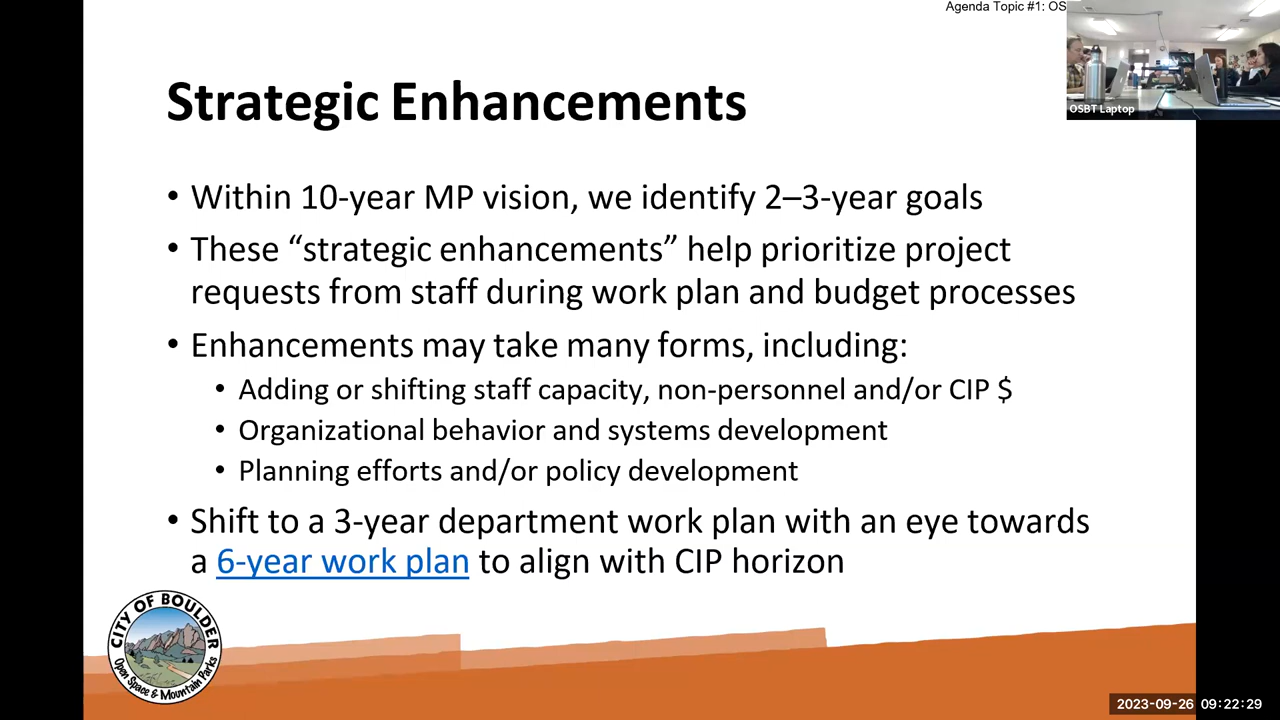 Agenda Topic #1: OS
OSBT Laptop
Strategic Enhancements
• Within 10-year MP vision, we identify 2–3-year goals
• These “strategic enhancements” help prioritize project
requests from staff during work plan and budget processes
• Enhancements may take many forms, including:
• Adding or shifting staff capacity, non-personnel and/or CIP $
• Organizational behavior and systems development
• Planning efforts and/or policy development
• Shift to a 3-year department work plan with an eye towards
a 6-year work plan to align with CIP horizon
CITY OF BOULDER
Open Space & Mountain Parks
2023-09-26 09:22:29